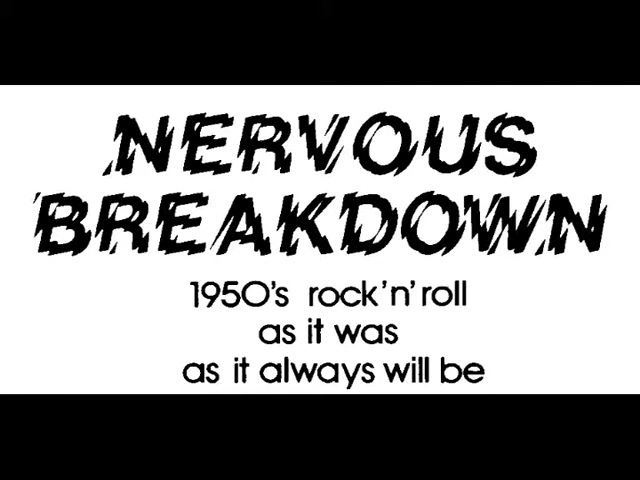 NERVOUS
BREAKDOWN
1950's rock'n'roll
as it was
as it always will be